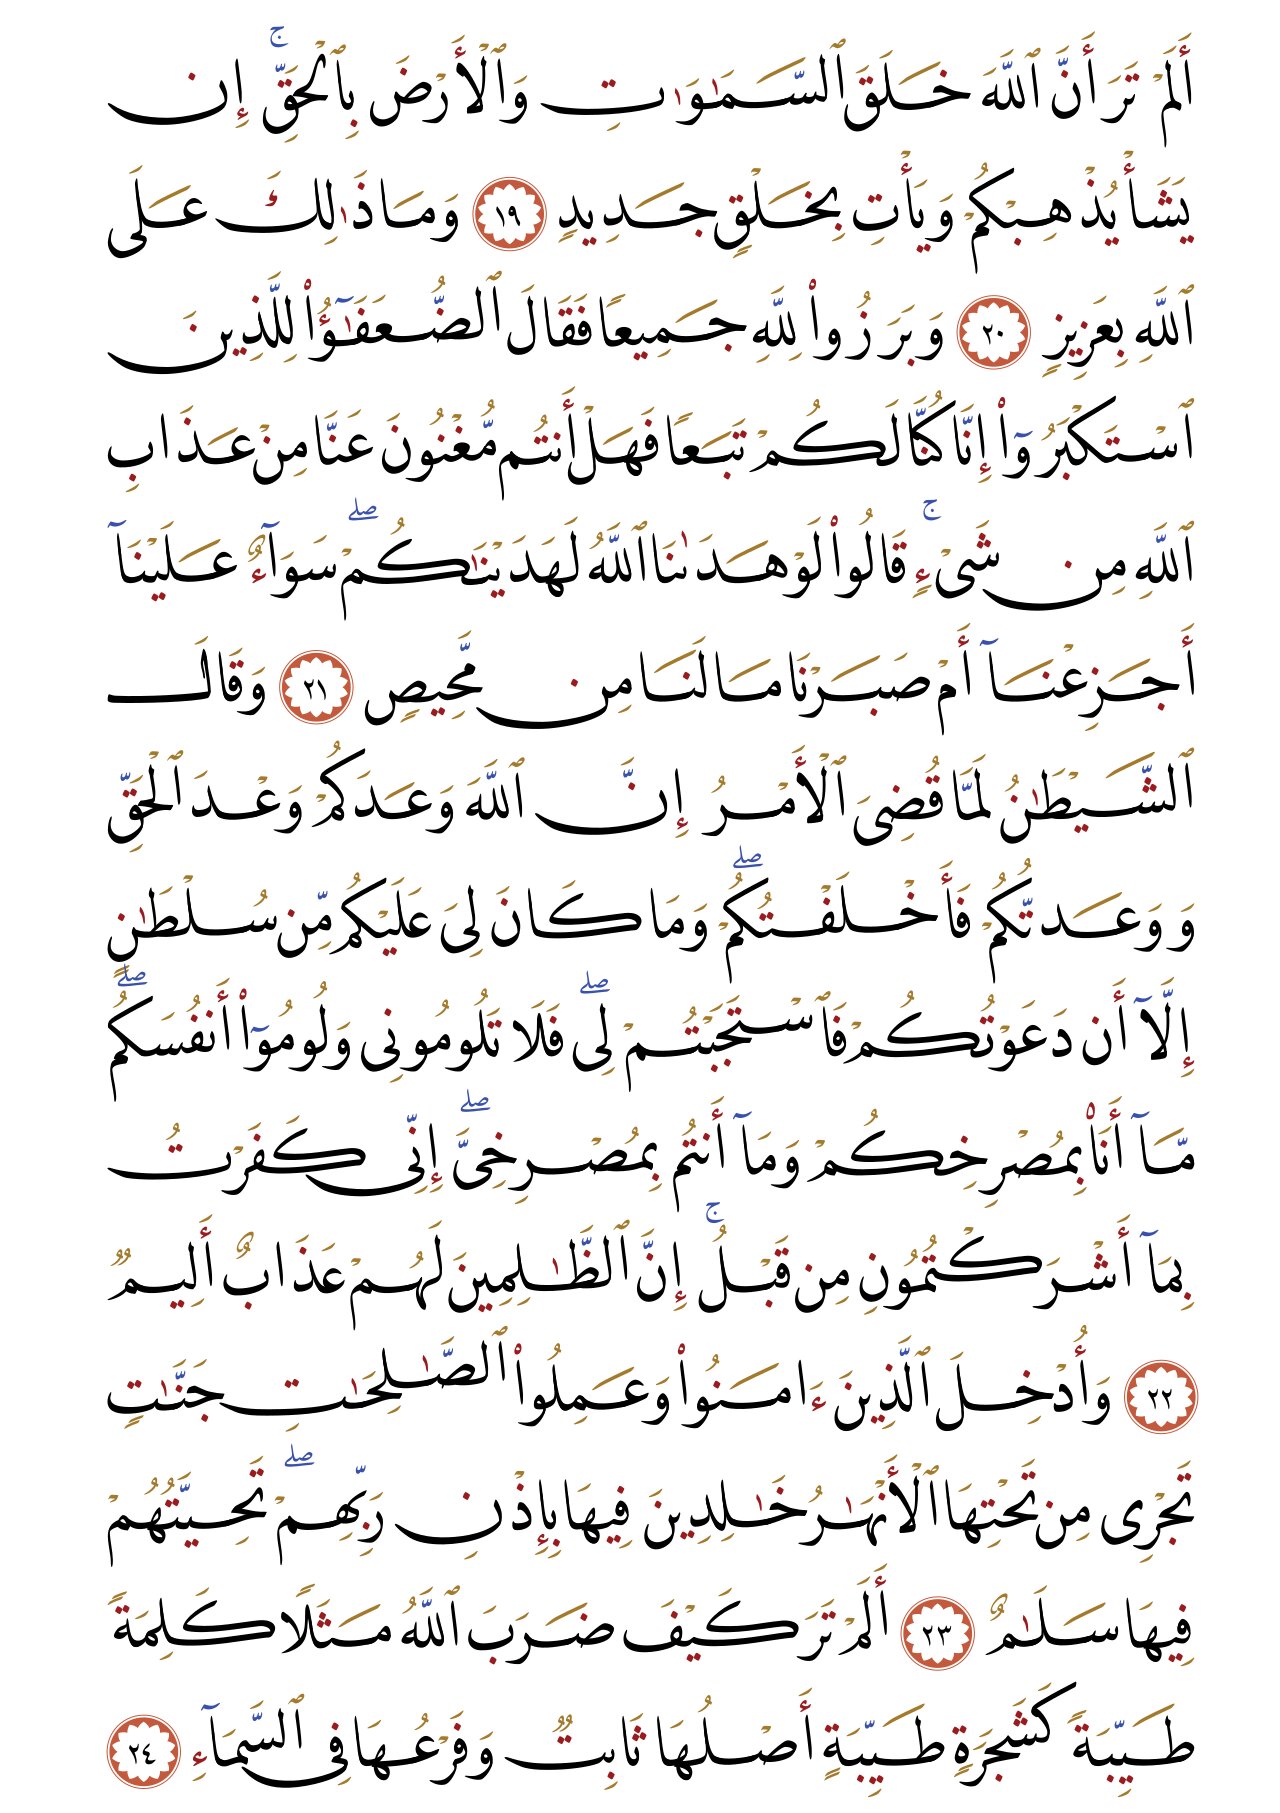 أَلَمْ تَرَ أَنَّ ٱللَّهَ خَلَقَ ٱلسَّمَٰوَٰتِ وَٱلْأَرْضَ بِٱلْحَقِّ ۚ إِن
يَشَأْ يُذْهِبْكُمْ وَيَأْتِ بِخَلْقٍ جَدِيدٍ ١٩ وَمَا ذَٰلِكَ عَلَى
ٱللَّهِ بِعَزِيزٍ ٢٠ وَبَرَزُوا۟ لِلَّهِ جَمِيعًا فَقَالَ ٱلضُّعَفَٰٓؤُا۟ لِلَّذِينَ
ٱسْتَكْبَرُوٓا۟ إِنَّا كُنَّا لَكُمْ تَبَعًا فَهَلْ أَنتُم مُّغْنُونَ عَنَّا مِنْ عَذَابِ
ٱللَّهِ مِن شَىْءٍ ۚ قَالُوا۟ لَوْ هَدَىٰنَا ٱللَّهُ لَهَدَيْنَٰكُمْ ۖ سَوَآءٌ عَلَيْنَآ
أَجَزِعْنَآ أَمْ صَبَرْنَا مَا لَنَا مِن مَّحِيصٍ ٢١ وَقَالَ
ٱلشَّيْطَٰنُ لَمَّا قُضِىَ ٱلْأَمْرُ إِنَّ ٱللَّهَ وَعَدَكُمْ وَعْدَ ٱلْحَقِّ
وَوَعَدتُّكُمْ فَأَخْلَفْتُكُمْ ۖ وَمَا كَانَ لِىَ عَلَيْكُم مِّن سُلْطَٰنٍ
إِلَّآ أَن دَعَوْتُكُمْ فَٱسْتَجَبْتُمْ لِى ۖ فَلَا تَلُومُونِى وَلُومُوٓا۟ أَنفُسَكُم ۖ
مَّآ أَنَا۠ بِمُصْرِخِكُمْ وَمَآ أَنتُم بِمُصْرِخِىَّ ۖ إِنِّى كَفَرْتُ
بِمَآ أَشْرَكْتُمُونِ مِن قَبْلُ ۚ إِنَّ ٱلظَّٰلِمِينَ لَهُمْ عَذَابٌ أَلِيمٌ
٢٢ وَأُدْخِلَ ٱلَّذِينَ ءَامَنُوا۟ وَعَمِلُوا۟ ٱلصَّٰلِحَٰتِ جَنَّٰتٍ
تَجْرِى مِن تَحْتِهَا ٱلْأَنْهَٰرُ خَٰلِدِينَ فِيهَا بِإِذْنِ رَبِّهِمْ ۖ تَحِيَّتُهُمْ
فِيهَا سَلَٰمٌ ٢٣ أَلَمْ تَرَ كَيْفَ ضَرَبَ ٱللَّهُ مَثَلًا كَلِمَةً
طَيِّبَةً كَشَجَرَةٍ طَيِّبَةٍ أَصْلُهَا ثَابِتٌ وَفَرْعُهَا فِى ٱلسَّمَآءِ ٢٤